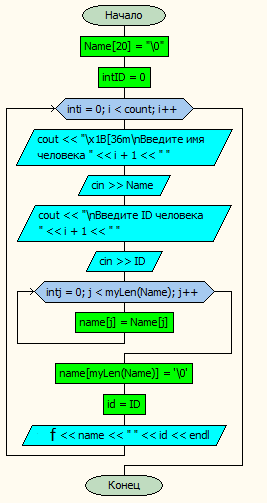 Начало
Name[20] = "\0"
intID = 0
inti = 0; i < count; i++
cout << "\x1B[36m\nВведите имя
человека " << i + 1 << " "
cin >> Name
cout << "\nВведите ID человека
" << i + 1 << " "
cin >> ID
intj = 0; j < myLen(Name); j++
name[j] = Name[j]
name[myLen(Name)] = '\0'
id = ID
f << name << " " << id << endl
Конец